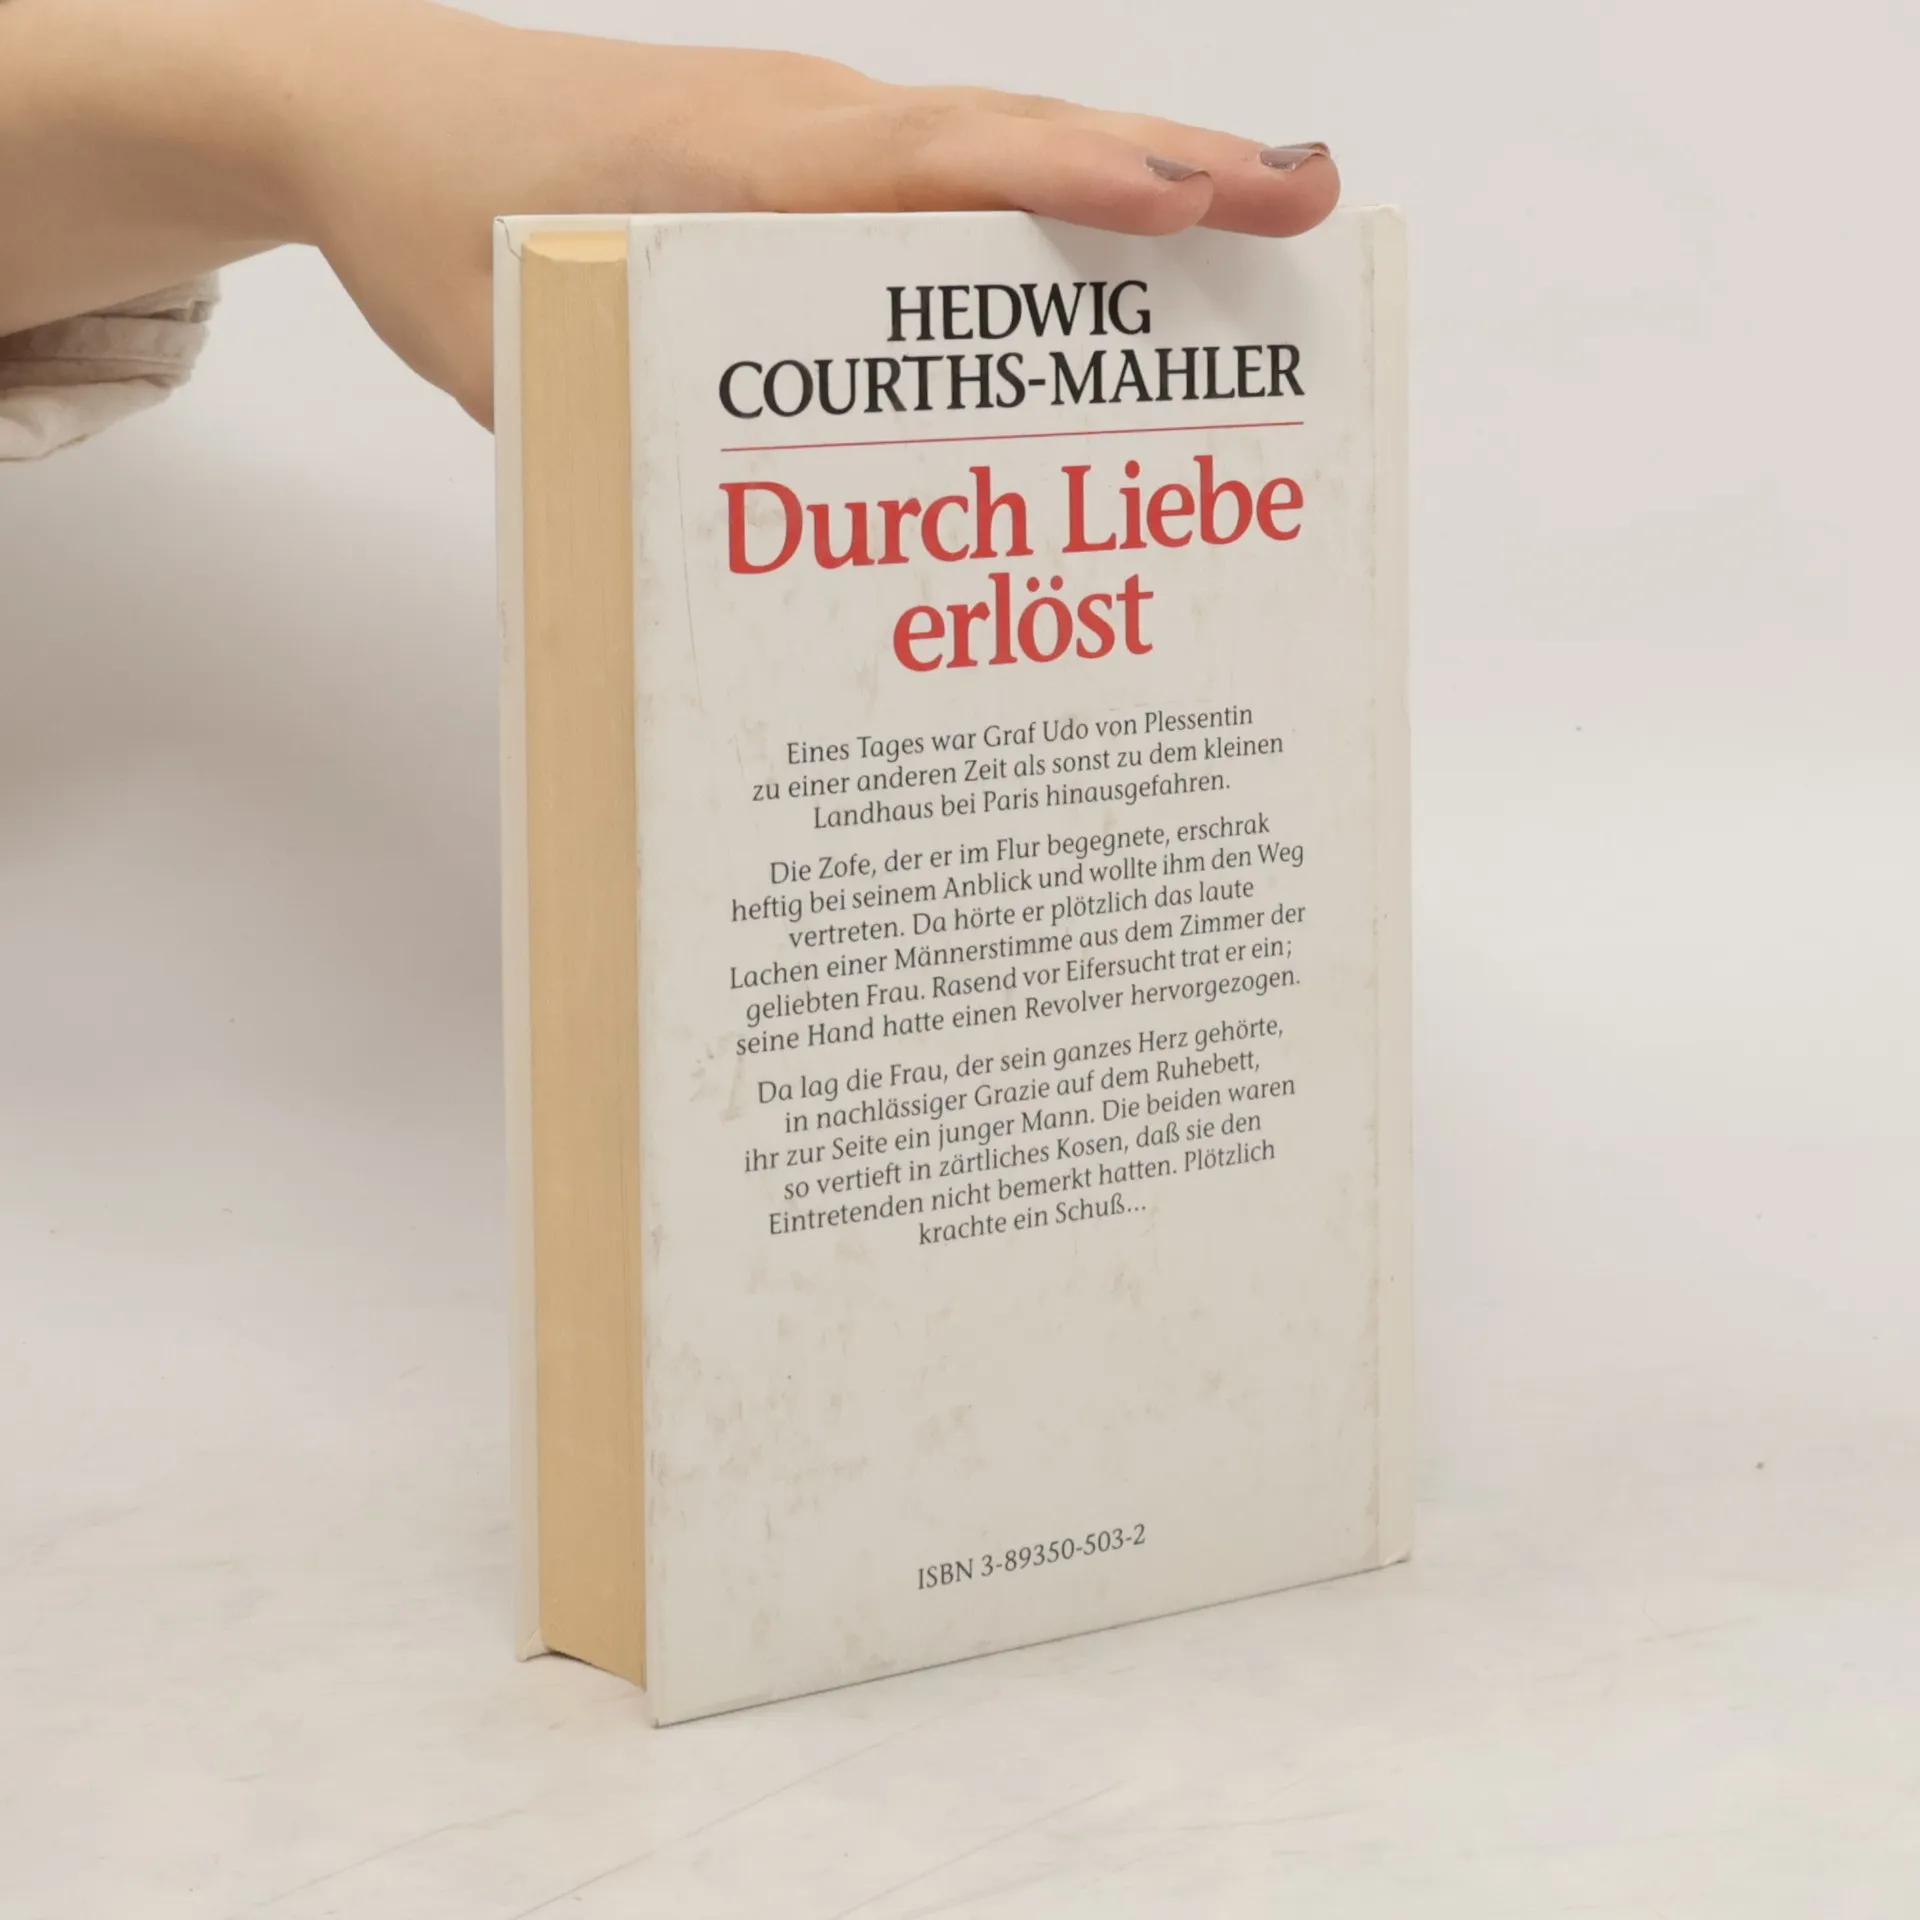 HEDWIG
COURTHS-MAHLER
Durch Liebe
erlöst
Eines Tages war Graf Udo von Plessentin
zu einer anderen Zeit als sonst zu dem kleinen
Landhaus bei Paris hinausgefahren.
Die Zofe, der er im Flur begegnete, erschrak
heftig bei seinem Anblick und wollte ihm den Weg
vertreten. Da hörte er plötzlich das laute
Lachen einer Männerstimme aus dem Zimmer der
geliebten Frau. Rasend vor Eifersucht trat er ein;
seine Hand hatte einen Revolver hervorgezogen.
Da lag die Frau, der sein ganzes Herz gehörte,
in nachlässiger Grazie auf dem Ruhebett,
ihr zur Seite ein junger Mann. Die beiden waren
so vertieft in zärtliches Kosen, daß sie den
Eintretenden nicht bemerkt hatten. Plötzlich
krachte ein Schuß...
ISBN 3-89350-503-2